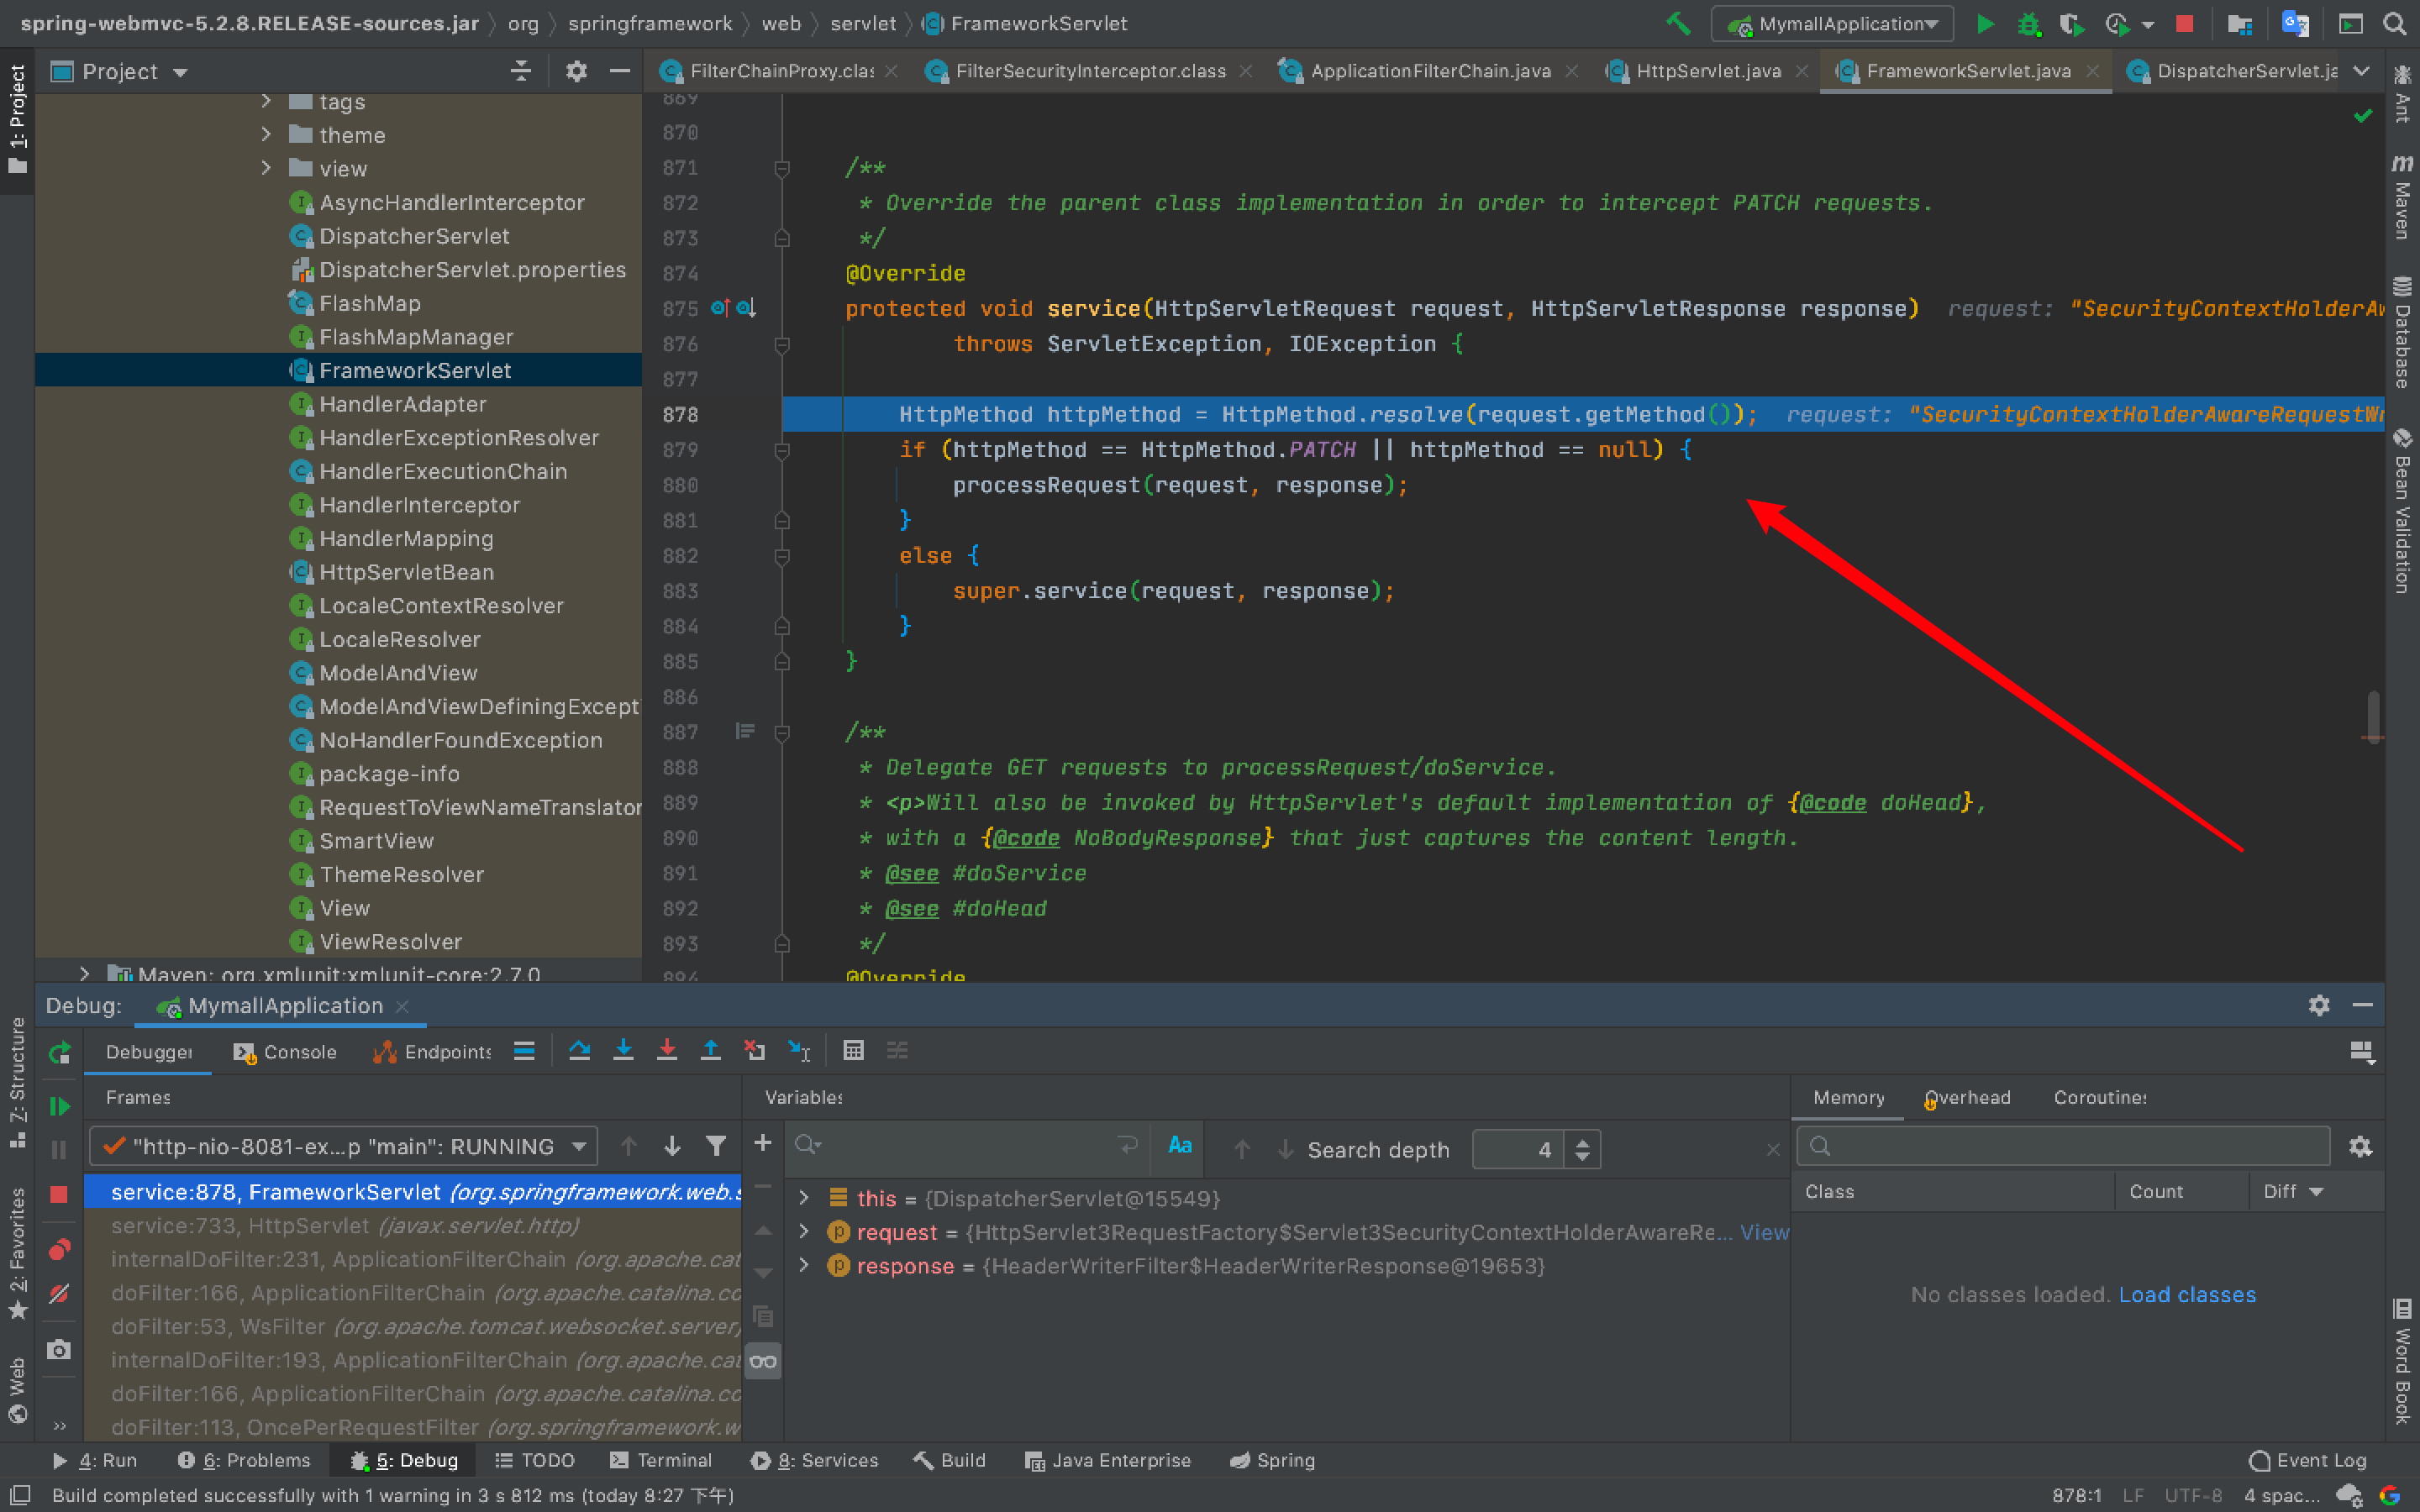 spring-webmvc-5.2.8.RELEASE-sources.jar org springframework web servlet FrameworkServlet
MymallApplication
1: Project
Project
FilterChainProxy.clas
FilterSecurityInterceptor.class
ApplicationFilterChain.java
HttpServlet.java
FrameworkServlet.java
DispatcherServlet.ja
tags
theme
view
AsyncHandlerInterceptor
DispatcherServlet
DispatcherServlet.properties
FlashMap
FlashMapManager
FrameworkServlet
HandlerAdapter
HandlerExceptionResolver
HandlerExecutionChain
HandlerInterceptor
HandlerMapping
HttpServletBean
LocaleContextResolver
LocaleResolver
ModelAndView
ModelAndViewDefiningExcept
NoHandlerFoundException
package-info
RequestToViewNameTranslator
SmartView
ThemeResolver
View
ViewResolver
Maven: org.xmlunit:xmlunit-core:2.7.0
869
870
871 /**
872 * Override the parent class implementation in order to intercept PATCH requests.
873 */
874 @Override
875 protected void service(HttpServletRequest request, HttpServletResponse response) request: "SecurityContextHolderAw
876 throws ServletException, IOException {
877
878 HttpMethod httpMethod = HttpMethod.resolve(request.getMethod()); request: "SecurityContextHolderAwareRequestWr
879 if (httpMethod == HttpMethod.PATCH || httpMethod == null) {
880 processRequest(request, response);
881 }
882 else {
883 super.service(request, response);
884 }
885 }
886
887 /**
888 * Delegate GET requests to processRequest/doService.
889 * <p>Will also be invoked by HttpServlet's default implementation of {@code doHead},
890 * with a {@code NoBodyResponse} that just captures the content length.
891 * @see #doService
892 * @see #doHead
893 */
894 @Override
Ant
Maven
Database
Bean Validation
Word Book
Z: Structure
2: Favorites
Web
Debug: MymallApplication
Debugger Console Endpoints
Frames
"http-nio-8081-ex...p "main": RUNNING
service:878, FrameworkServlet (org.springframework.web.s
service:733, HttpServlet (javax.servlet.http)
internalDoFilter:231, ApplicationFilterChain (org.apache.cat
doFilter:166, ApplicationFilterChain (org.apache.catalina.co
doFilter:53, WsFilter (org.apache.tomcat.websocket.server)
internalDoFilter:193, ApplicationFilterChain (org.apache.cat
doFilter:166, ApplicationFilterChain (org.apache.catalina.co
doFilter:113, OncePerRequestFilter (org.springframework.w
Variables
Aa Search depth 4
this = {DispatcherServlet@15549}
request = {HttpServlet3RequestFactory$Servlet3SecurityContextHolderAwareRe... View
response = {HeaderWriterFilter$HeaderWriterResponse@19653}
Memory Overhead Coroutines
Class Count Diff
No classes loaded. Load classes
4: Run 6: Problems 5: Debug TODO Terminal 8: Services Build Java Enterprise Spring Event Log
Build completed successfully with 1 warning in 3 s 812 ms (today 8:27 下午)
878:1 LF UTF-8 4 spac...